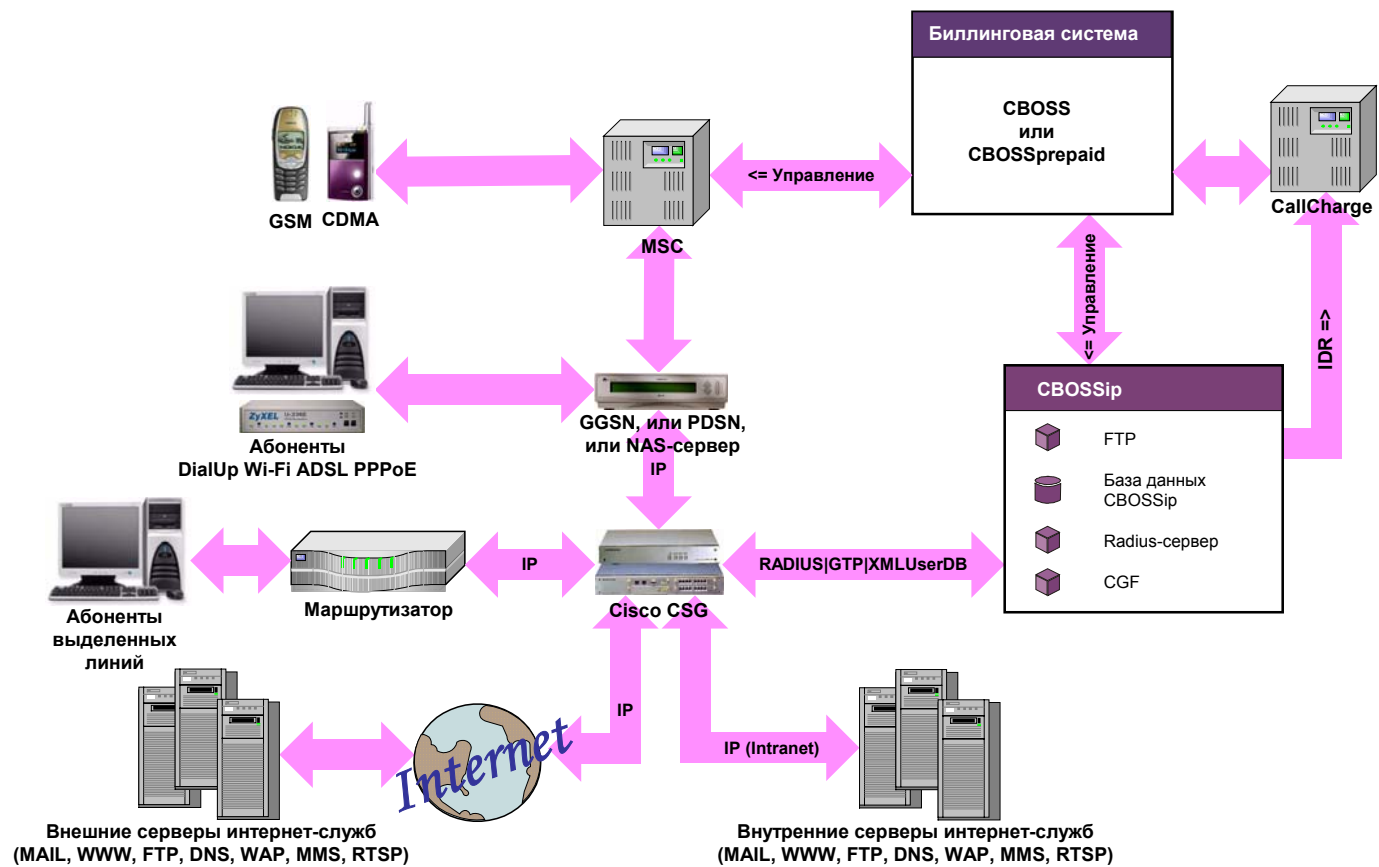 Биллинговая система
CBOSS
или
CBOSSprepaid
<= Управление
GSM
CDMA
MSC
CallCharge
<= Управление
IDR =>
ZyXEL
GGSN, или PDSN,
или NAS-сервер
IP
Абоненты
DialUp Wi-Fi ADSL PPPoE
CBOSSip
FTP
База данных
CBOSSip
Radius-сервер
CGF
IP
RADIUS|GTP|XMLUserDB
Маршрутизатор
Cisco CSG
Абоненты
выделенных
линий
IP
IP (Intranet)
Internet
Внешние серверы интернет-служб
(MAIL, WWW, FTP, DNS, WAP, MMS, RTSP)
Внутренние серверы интернет-служб
(MAIL, WWW, FTP, DNS, WAP, MMS, RTSP)